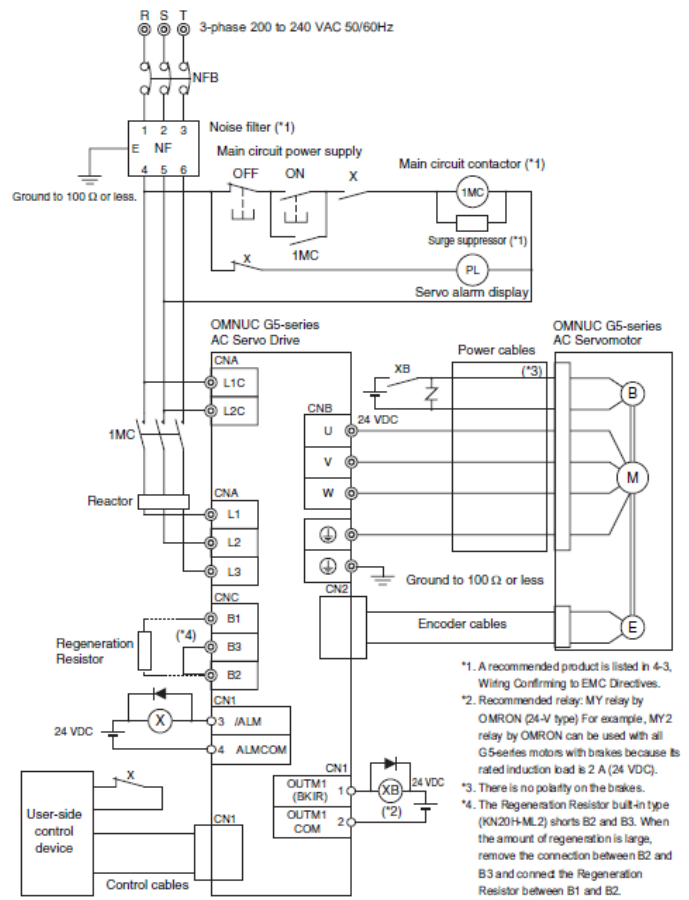 R S T
3-phase 200 to 240 VAC 50/60Hz
NFB
Noise filter (*1)
1 2 3
E NF
4 5 6
Main circuit power supply
Main circuit contactor (*1)
OFF ON X
1MC
Ground to 100 Ω or less.
Surge suppressor (*1)
1MC
X
PL
Servo alarm display
OMNUC G5-series
AC Servo Drive
OMNUC G5-series
AC Servomotor
Power cables
CNA
XB
(*3)
L1C
B
L2C
CNB
24 VDC
U
1MC
V
M
W
Reactor
CNA
L1
L2
L3
Ground to 100 Ω or less
CN2
CNC
B1
Encoder cables
E
(*4)
B3
Regeneration
Resistor
B2
CN1
X
3 /ALM
24 VDC
4 ALMCOM
X
CN1
OUTM1
(BKIR)
1
XB
24 VDC
(*2)
OUTM1
COM
2
User-side
control
device
CN1
Control cables
*1. A recommended product is listed in 4-3,
Wiring Confirming to EMC Directives.
*2. Recommended relay: MY relay by
OMRON (24-V type) For example, MY2
relay by OMRON can be used with all
G5-series motors with brakes because its
rated induction load is 2 A (24 VDC).
*3. There is no polarity on the brakes.
*4. The Regeneration Resistor built-in type
(KN20H-ML2) shorts B2 and B3. When
the amount of regeneration is large,
remove the connection between B2 and
B3 and connect the Regeneration
Resistor between B1 and B2.